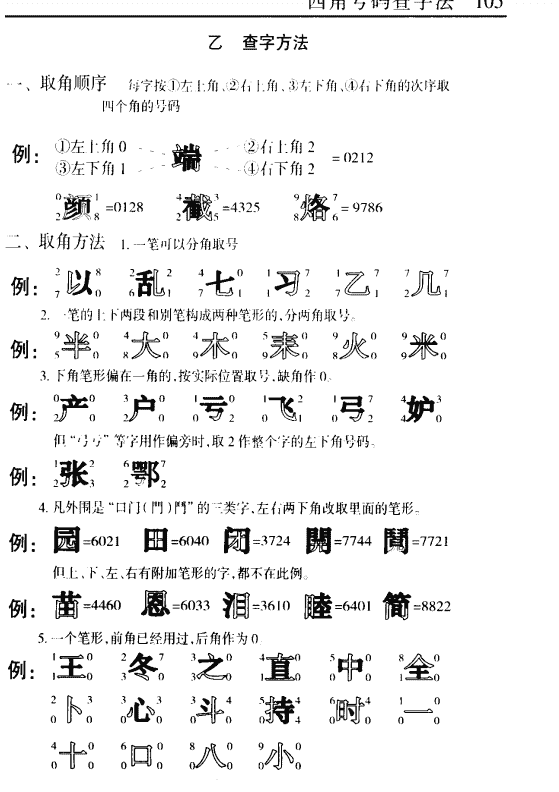 四角号码查字法 105
乙 查字方法
一、取角顺序 每字按①左上角、②右上角、③左下角、④右下角的次序取
四个角的号码
例: ①左上角 0 端 ②右上角 2 = 0212
③左下角 1 ④右下角 2
颜 =0128 截 =4325 烙 = 9786
二、取角方法 1. 一笔可以分角取号
例: 以 乱 七 习 乙 几
2. 一笔的上下两段和别笔构成两种笔形的,分两角取号。
例: 半 大 木 耒 火 米
3. 下角笔形偏在一角的,按实际位置取号,缺角作 0。
例: 产 户 亏 飞 弓 妒
但“弓亏”等字用作偏旁时,取 2 作整个字的左下角号码。
例: 张 鄂
4. 凡外围是“口门(門)鬥”的三类字,左右两下角改取里面的笔形。
例: 园=6021 田=6040 闭=3724 開=7744 鬧=7721
但上、下、左、右有附加笔形的字,都不在此例。
例: 苗=4460 恩=6033 泪=3610 睦=6401 简=8822
5. 一个笔形,前角已经用过,后角作为 0。
例: 王 冬 之 直 中 全
卜 心 斗 持 时 一
十 口 八 小